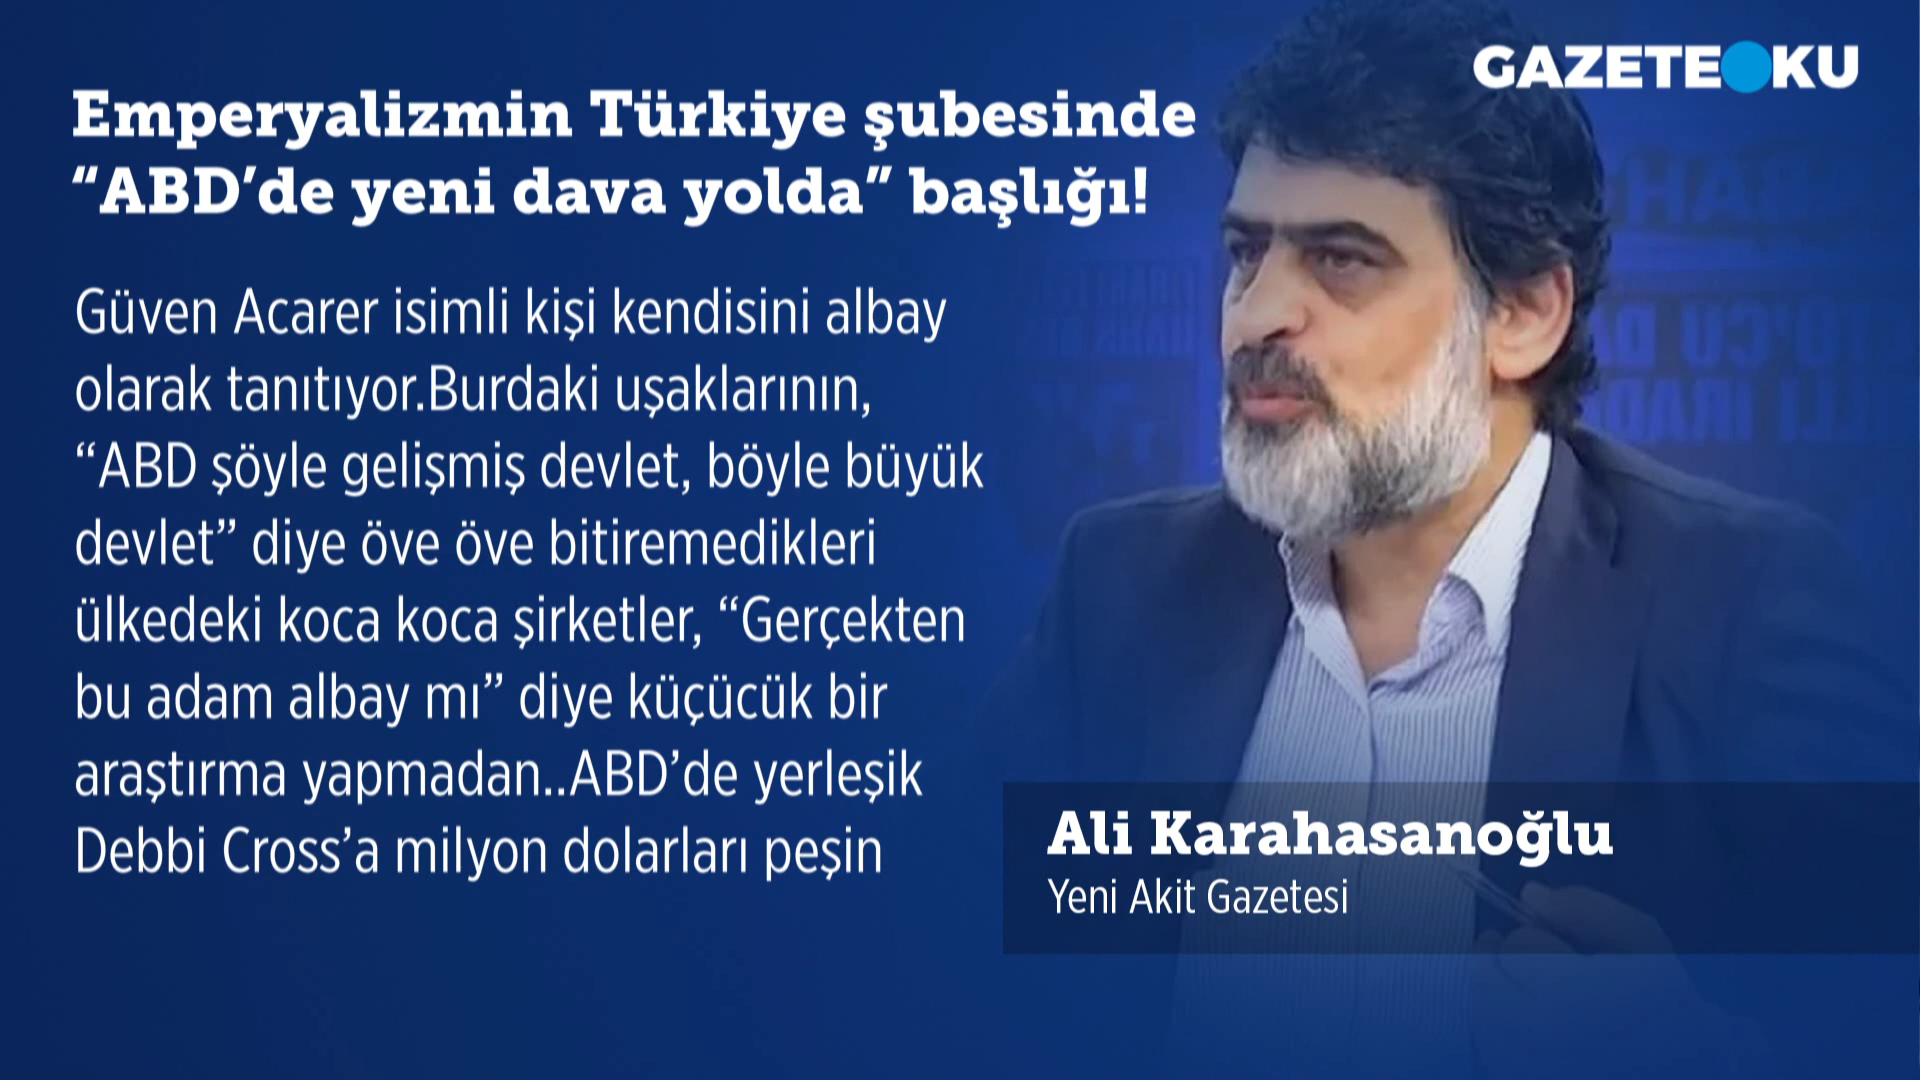 GAZETE OKU
Emperyalizmin Türkiye şubesinde
“ABD’de yeni dava yolda” başlığı!
Güven Acarer isimli kişi kendisini albay
olarak tanıtıyor.Burdaki uşaklarının,
“ABD şöyle gelişmiş devlet, böyle büyük
devlet” diye öve öve bitiremedikleri
ülkedeki koca koca şirketler, “Gerçekten
bu adam albay mı” diye küçücük bir
araştırma yapmadan..ABD’de yerleşik
Debbi Cross’a milyon dolarları peşin
Ali Karahasanoğlu
Yeni Akit Gazetesi